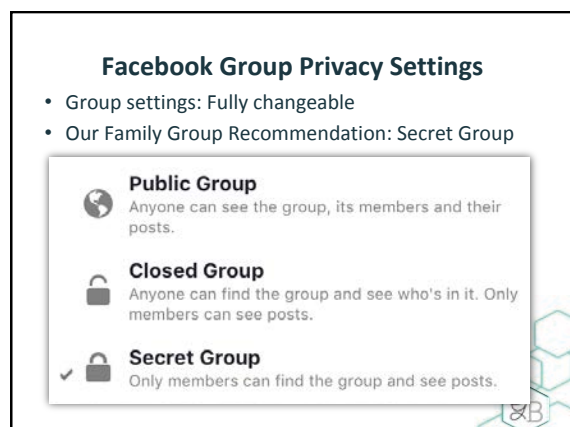 Facebook Group Privacy Settings
• Group settings: Fully changeable
• Our Family Group Recommendation: Secret Group
Public Group
Anyone can see the group, its members and their
posts.
Closed Group
Anyone can find the group and see who's in it. Only
members can see posts.
Secret Group
Only members can find the group and see posts.